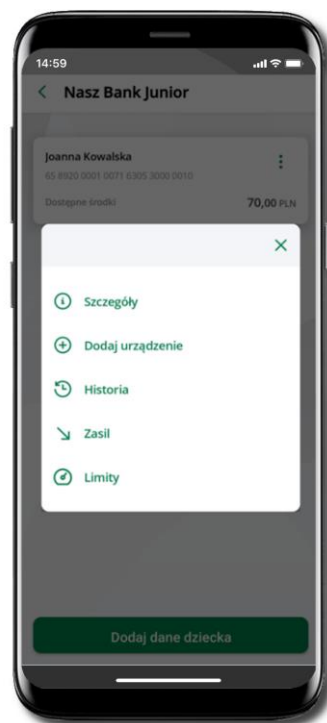 14:59
Nasz Bank Junior
Joanna Kowalska
65 8920 0001 0071 6305 3000 0010
Dostępne środki 70,00 PLN
Szczegóły
Dodaj urządzenie
Historia
Zasil
Limity
Dodaj dane dziecka